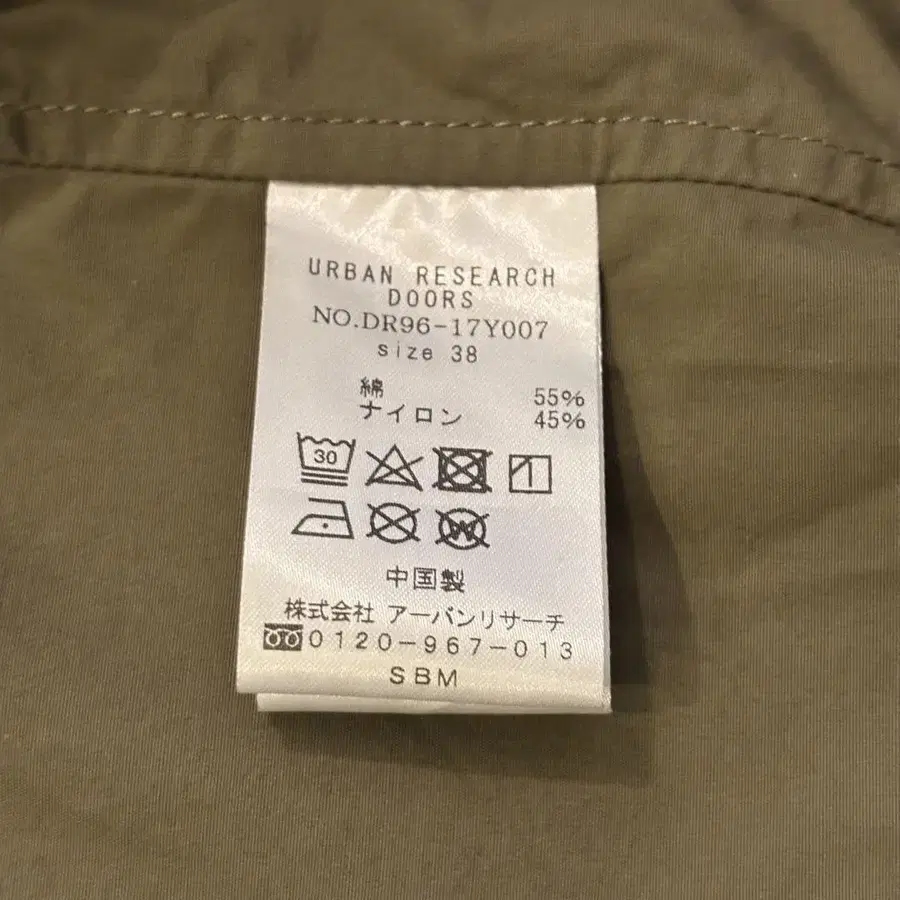 URBAN RESEARCH
DOORS
NO.DR96-17Y007
size 38
綿 55%
ナイロン 45%
30
W
中国製
株式会社 アーバンリサーチ
0120-967-013
SBM